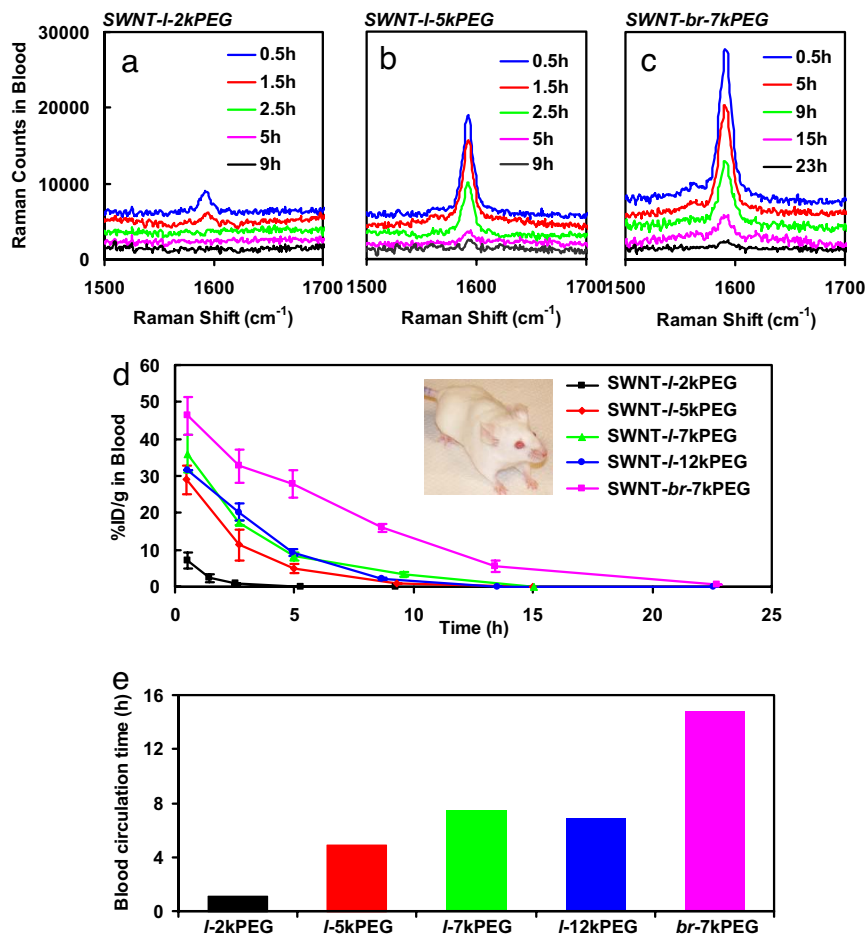 SWNT-l-2kPEG SWNT-l-5kPEG SWNT-br-7kPEG
Raman Counts in Blood
30000
20000
10000
0
a
0.5h
1.5h
2.5h
5h
9h
1500 1600 1700
Raman Shift (cm-1)
b
0.5h
1.5h
2.5h
5h
9h
1500 1600 1700
Raman Shift (cm-1)
c
0.5h
5h
9h
15h
23h
1500 1600 1700
Raman Shift (cm-1)
d
%ID/g in Blood
60
50
40
30
20
10
0
SWNT-l-2kPEG
SWNT-l-5kPEG
SWNT-l-7kPEG
SWNT-l-12kPEG
SWNT-br-7kPEG
0 5 10 15 20 25
Time (h)
e
Blood circulation time (h)
16
12
8
4
0
l-2kPEG l-5kPEG l-7kPEG l-12kPEG br-7kPEG